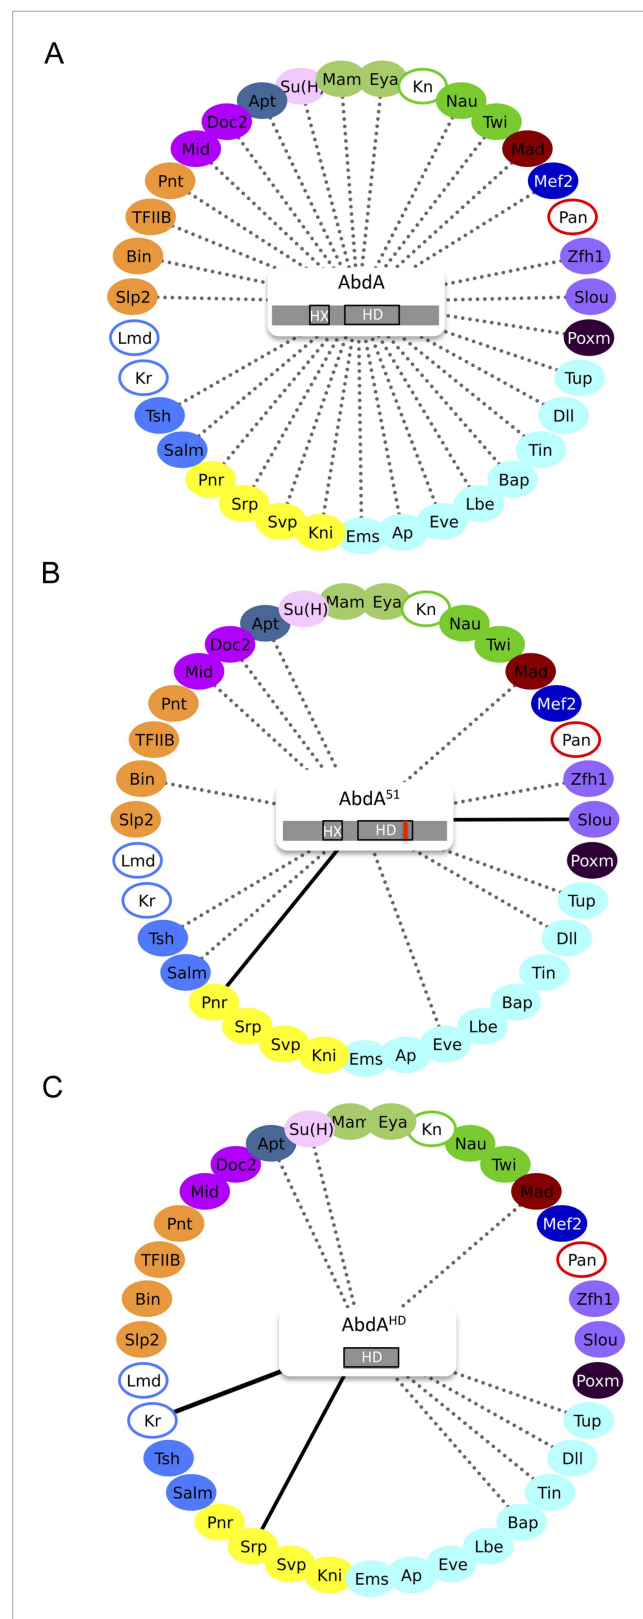 A
Su(H) Mam Eya Kn
Apt Nau
Doc2 Twi
Mid Mad
Pnt Mef2
TFIIB Pan
Bin Zfh1
AbdA
Slp2 Slou
HX HD
Lmd Poxm
Kr Tup
Tsh Dll
Salm Tin
Pnr Bap
Srp Lbe
Svp Eve
Kni Ems Ap
B
Su(H) Mam Eya Kn
Apt Nau
Doc2 Twi
Mid Mad
Pnt Mef2
TFIIB Pan
Bin Zfh1
AbdA⁵¹
Slp2 Slou
HX HD
Lmd Poxm
Kr Tup
Tsh Dll
Salm Tin
Pnr Bap
Srp Lbe
Svp Eve
Kni Ems Ap
C
Su(H) Mam Eya Kn
Apt Nau
Doc2 Twi
Mid Mad
Pnt Mef2
TFIIB Pan
Bin Zfh1
AbdAᴴᴰ
Slp2 Slou
HD
Lmd Poxm
Kr Tup
Tsh Dll
Salm Tin
Pnr Bap
Srp Lbe
Svp Eve
Kni Ems Ap